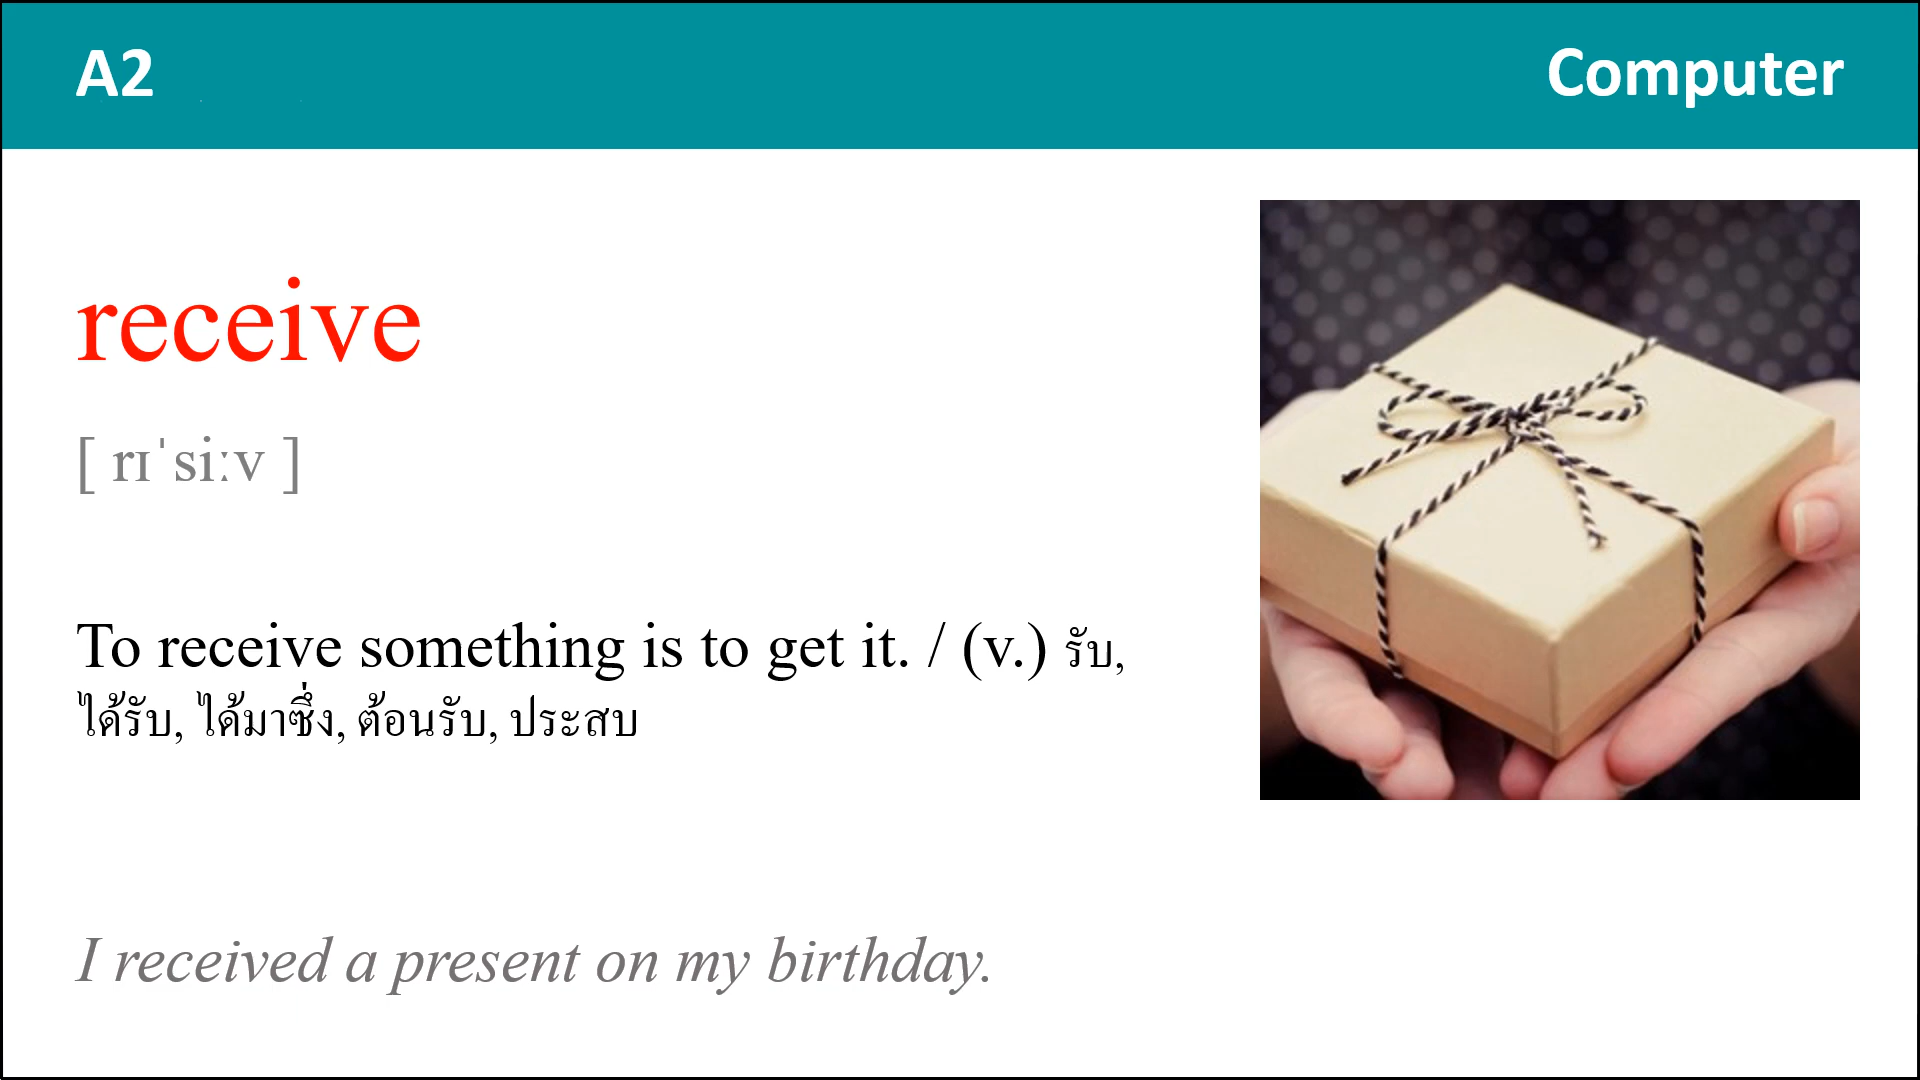 A2
Computer
receive
[ rɪˈsiːv ]
To receive something is to get it. / (v.) รับ,
ได้รับ, ได้มาซึ่ง, ต้อนรับ, ประสบ
I received a present on my birthday.